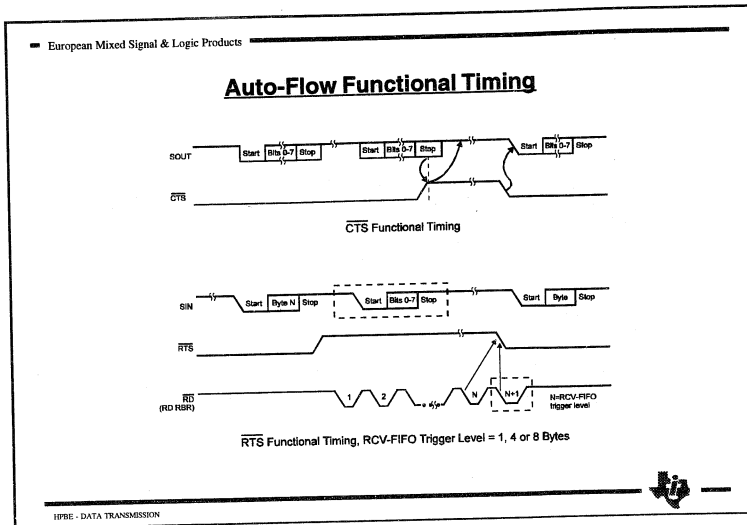 European Mixed Signal & Logic Products
Auto-Flow Functional Timing
SOUT
Start Bits 0-7 Stop
Start Bits 0-7 Stop
Start Bits 0-7 Stop
CTS
CTS Functional Timing
SIN
Start Byte N Stop
Start Bits 0-7 Stop
Start Byte Stop
RTS
RD
(RD RBR)
1
2
N
N+1
N=RCV-FIFO
trigger level
RTS Functional Timing, RCV-FIFO Trigger Level = 1, 4 or 8 Bytes
HPBE - DATA TRANSMISSION